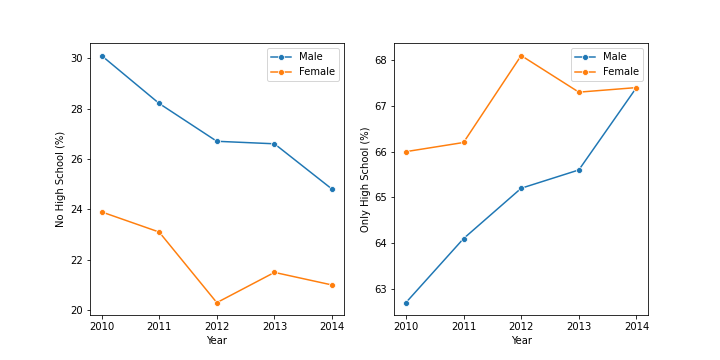 No High School (%)
30
28
26
24
22
20
2010 2011 2012 2013 2014
Year
Male
Female
Only High School (%)
68
67
66
65
64
63
2010 2011 2012 2013 2014
Year
Male
Female